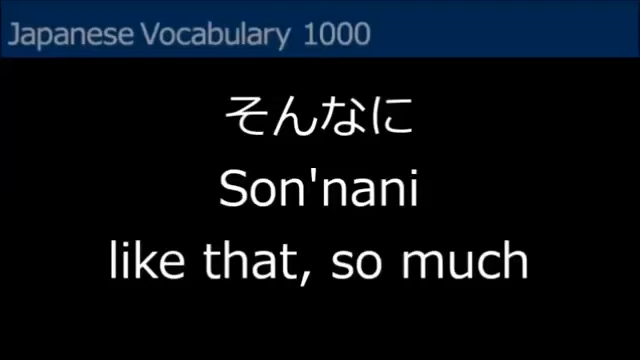 Japanese Vocabulary 1000
そんなに
Son'nani
like that, so much